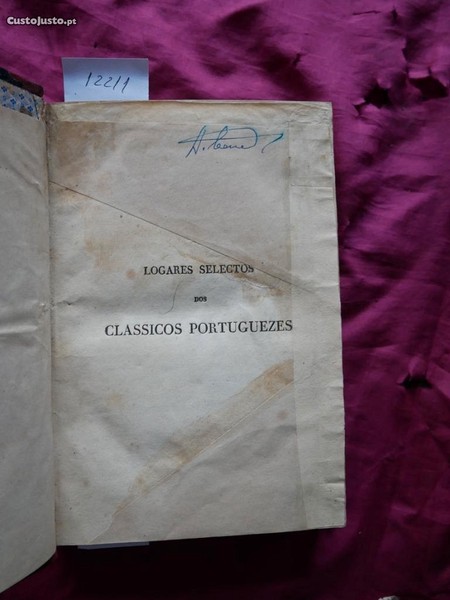 CustoJusto.pt
12211
LOGARES SELECTOS
DOS
CLASSICOS PORTUGUEZES